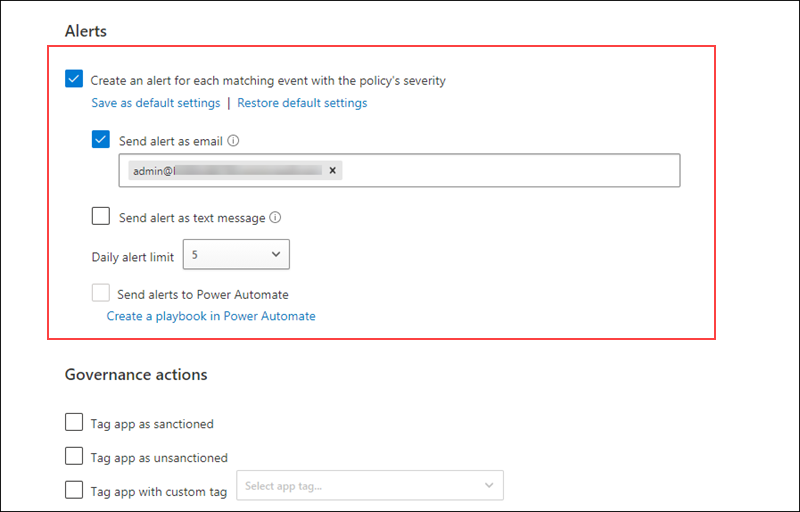 Alerts
Create an alert for each matching event with the policy's severity
Save as default settings | Restore default settings
Send alert as email
admin@
Send alert as text message
Daily alert limit 5
Send alerts to Power Automate
Create a playbook in Power Automate
Governance actions
Tag app as sanctioned
Tag app as unsanctioned
Tag app with custom tag Select app tag...